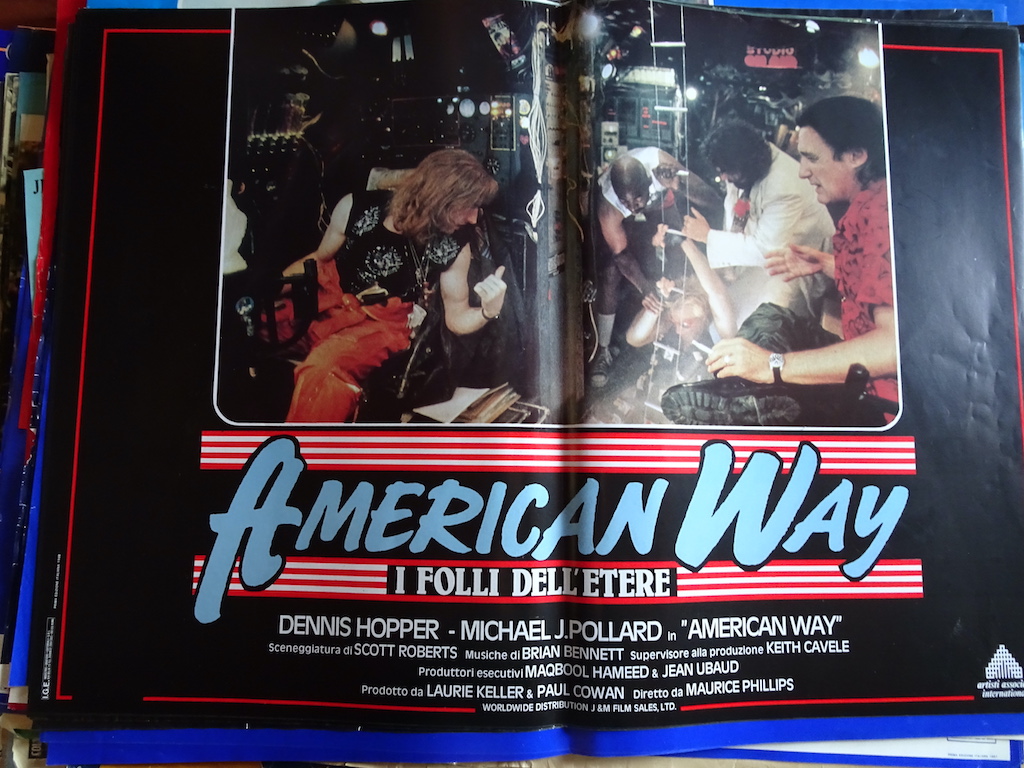 STUDIO
AMERICAN WAY
I FOLLI DELL'ETERE
DENNIS HOPPER - MICHAEL J. POLLARD in "AMERICAN WAY"
Sceneggiatura di SCOTT ROBERTS Musiche di BRIAN BENNETT Supervisore alla produzione KEITH CAVELE
Produttori esecutivi MAQBOOL HAMEED & JEAN UBAUD
Prodotto da LAURIE KELLER & PAUL COWAN Diretto da MAURICE PHILLIPS
WORLDWIDE DISTRIBUTION J & M FILM SALES, LTD.
artisti associ
internationa
I.G.E.